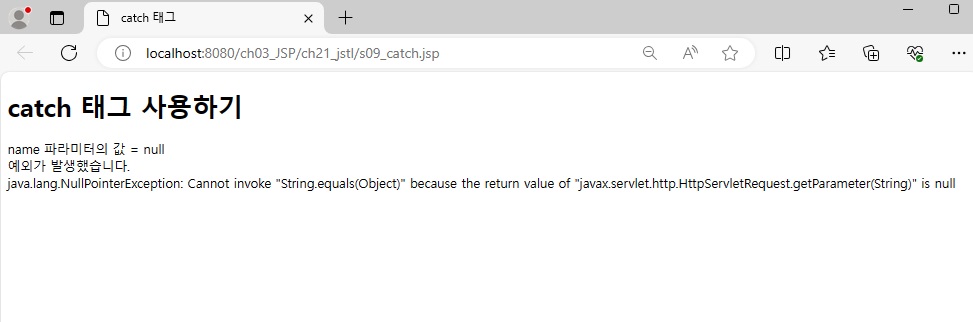 catch 태그
localhost:8080/ch03_JSP/ch21_jstl/s09_catch.jsp
catch 태그 사용하기
name 파라미터의 값 = null
예외가 발생했습니다.
java.lang.NullPointerException: Cannot invoke "String.equals(Object)" because the return value of "javax.servlet.http.HttpServletRequest.getParameter(String)" is null